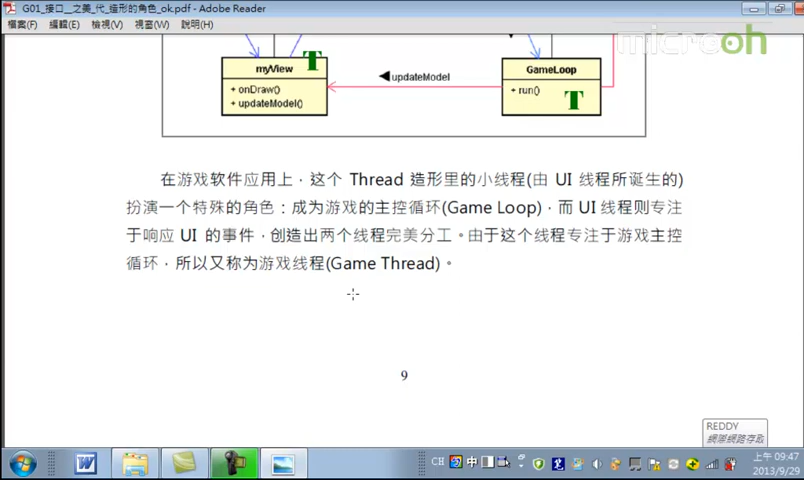 G01_接口__之美_代_造形的角色_ok.pdf - Adobe Reader
檔案(F) 編輯(E) 檢視(V) 視窗(W) 說明(H)
microoh
myView
T
+ onDraw()
+ updateModel()
updateModel
GameLoop
+ run()
T
在游戏软件应用上，这个 Thread 造形里的小线程(由 UI 线程所诞生的)
扮演一个特殊的角色：成为游戏的主控循环(Game Loop)，而 UI 线程则专注
于响应 UI 的事件，创造出两个线程完美分工。由于这个线程专注于游戏主控
循环，所以又称为游戏线程(Game Thread)。
9
REDDY
網際網路存取
CH 中
上午 09:47
2013/9/29